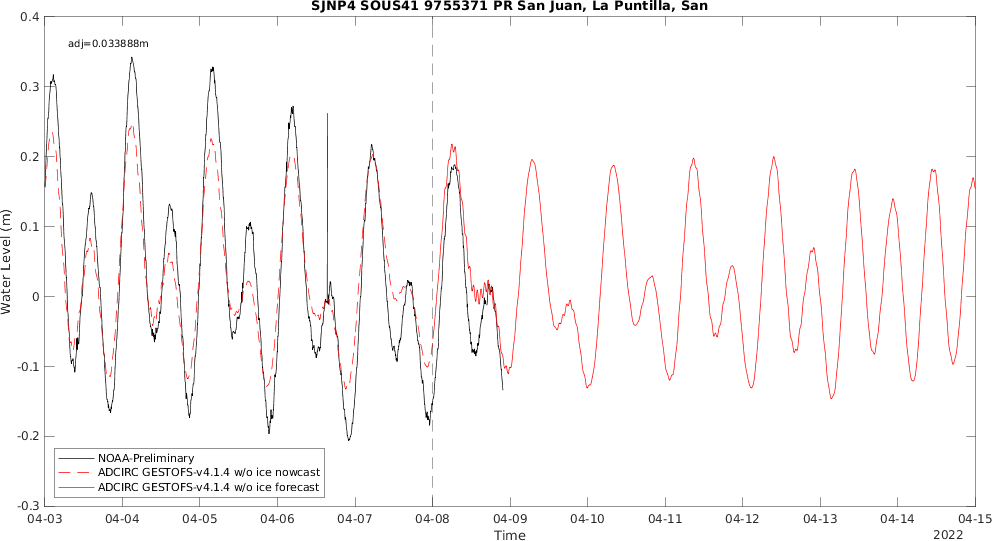 SJNP4 SOUS41 9755371 PR San Juan, La Puntilla, San
adj=0.033888m
0.4
0.3
0.2
0.1
0
-0.1
-0.2
-0.3
Water Level (m)
NOAA-Preliminary
ADCIRC GESTOFS-v4.1.4 w/o ice nowcast
ADCIRC GESTOFS-v4.1.4 w/o ice forecast
04-03 04-04 04-05 04-06 04-07 04-08 04-09 04-10 04-11 04-12 04-13 04-14 04-15
Time
2022